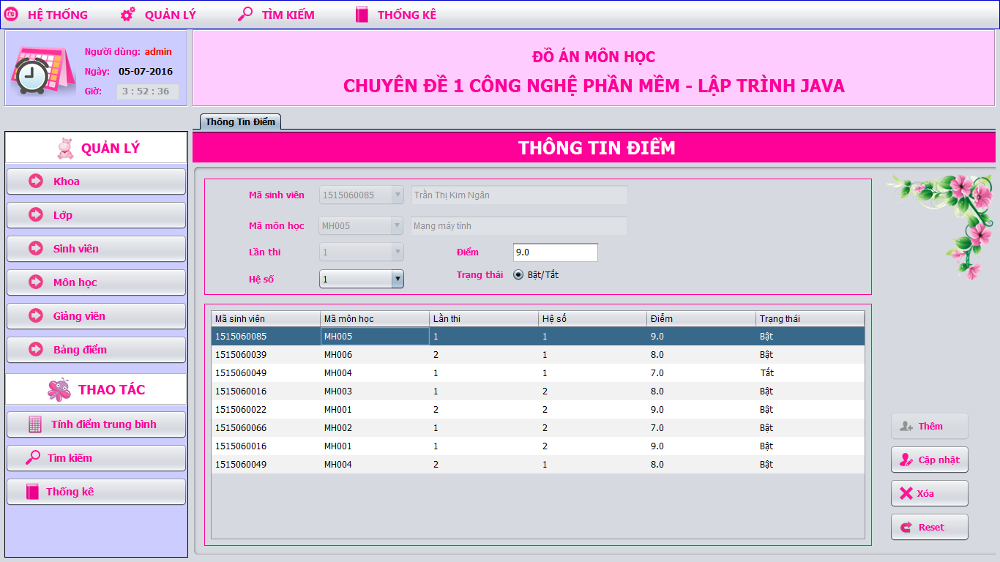 HỆ THỐNG QUẢN LÝ TÌM KIẾM THỐNG KÊ
Người dùng: admin
Ngày: 05-07-2016
Giờ: 3 : 52 : 36
ĐỒ ÁN MÔN HỌC
CHUYÊN ĐỀ 1 CÔNG NGHỆ PHẦN MỀM - LẬP TRÌNH JAVA
QUẢN LÝ
Khoa
Lớp
Sinh viên
Môn học
Giảng viên
Bảng điểm
THAO TÁC
Tính điểm trung bình
Tìm kiếm
Thống kê
Thông Tin Điểm
THÔNG TIN ĐIỂM
Mã sinh viên 1515060085 Trần Thị Kim Ngân
Mã môn học MH005 Mạng máy tính
Lần thi 1 Điểm 9.0
Hệ số 1 Trạng thái Bật/Tắt
Mã sinh viên Mã môn học Lần thi Hệ số Điểm Trạng thái
1515060085 MH005 1 1 9.0 Bật
1515060039 MH006 2 1 8.0 Bật
1515060049 MH004 1 1 7.0 Tắt
1515060016 MH003 1 2 8.0 Bật
1515060022 MH001 2 2 9.0 Bật
1515060066 MH002 1 2 7.0 Bật
1515060016 MH001 1 2 9.0 Bật
1515060049 MH004 2 1 8.0 Bật
Thêm
Cập nhật
Xóa
Reset